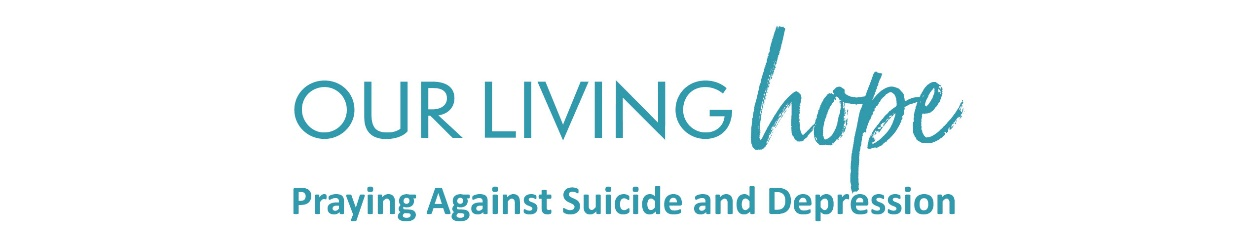 OUR LIVING hope
Praying Against Suicide and Depression